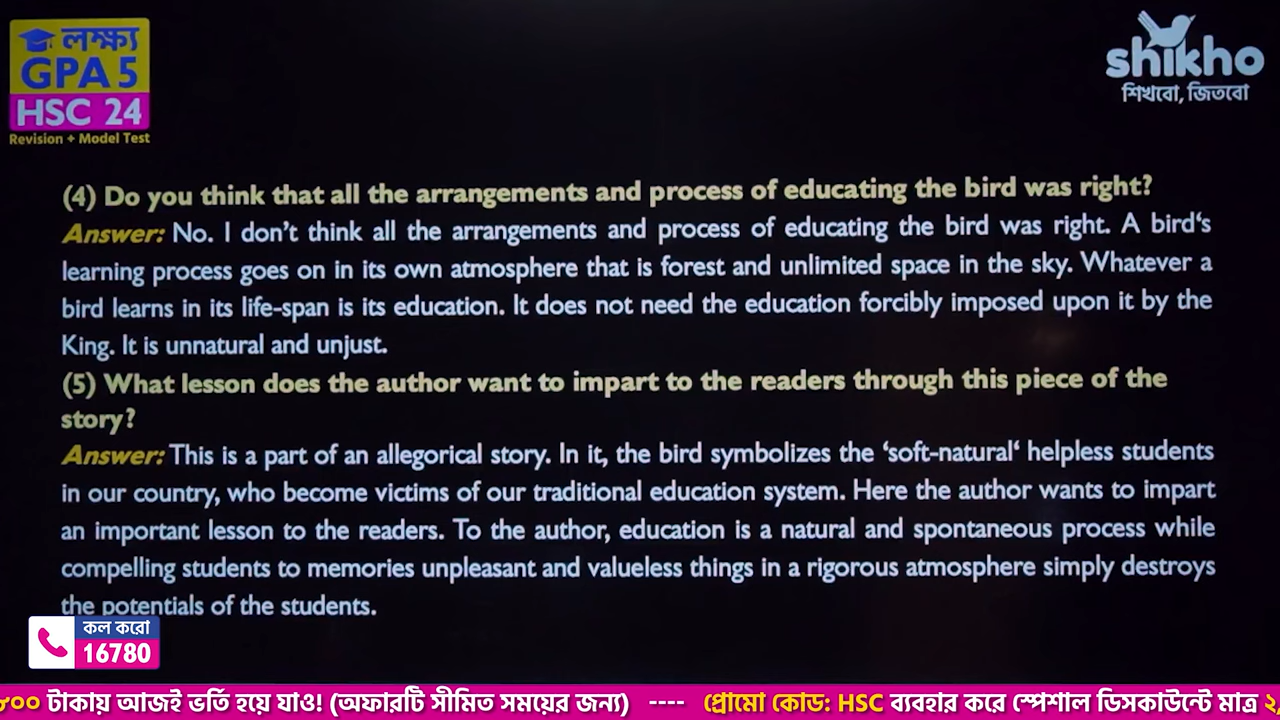 লক্ষ্য
GPA 5
HSC 24
Revision + Model Test
shikho
শিখবো, জিতবো
(4) Do you think that all the arrangements and process of educating the bird was right?
Answer: No. I don't think all the arrangements and process of educating the bird was right. A bird‘s
learning process goes on in its own atmosphere that is forest and unlimited space in the sky. Whatever a
bird learns in its life-span is its education. It does not need the education forcibly imposed upon it by the
King. It is unnatural and unjust.
(5) What lesson does the author want to impart to the readers through this piece of the
story?
Answer: This is a part of an allegorical story. In it, the bird symbolizes the ‘soft-natural‘ helpless students
in our country, who become victims of our traditional education system. Here the author wants to impart
an important lesson to the readers. To the author, education is a natural and spontaneous process while
compelling students to memories unpleasant and valueless things in a rigorous atmosphere simply destroys
the potentials of the students.
কল করো
16780
৮০০ টাকায় আজই ভর্তি হয়ে যাও! (অফারটি সীমিত সময়ের জন্য) ---- প্রোমো কোড: HSC ব্যবহার করে স্পেশাল ডিসকাউন্টে মাত্র